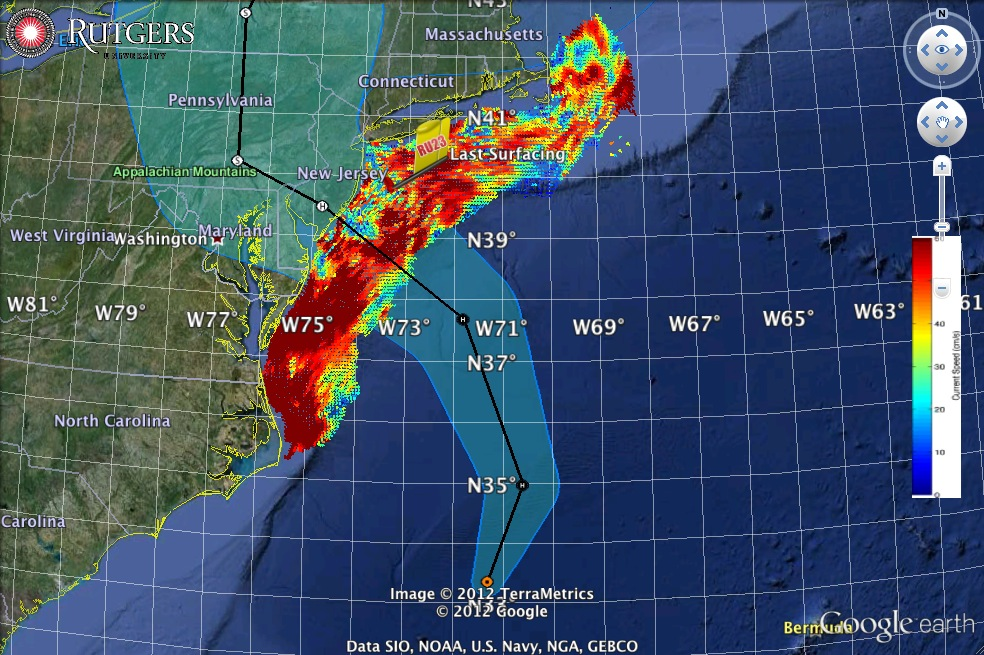 N43°
RUTGERS
UNIVERSITY
N
Massachusetts
Connecticut
Pennsylvania
N41°
RU23
Last Surfacing
Appalachian Mountains
New Jersey
West Virginia
Washington
Maryland
N39°
W81°
W79°
W77°
W75°
W73°
W71°
W69°
W67°
W65°
W63°
61
S
S
H
H
H
N37°
50
40
30
20
10
0
Current Speed (cm/s)
North Carolina
N35°
Carolina
Image © 2012 TerraMetrics
© 2012 Google
Bermuda
Google earth
Data SIO, NOAA, U.S. Navy, NGA, GEBCO